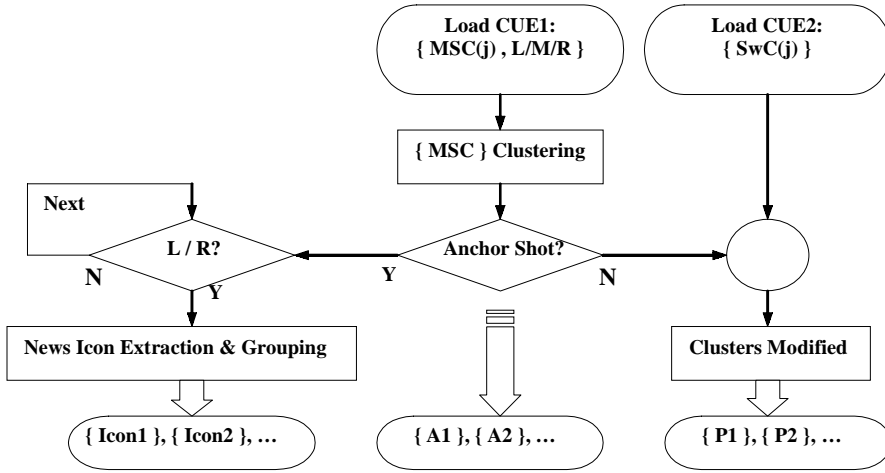 Load CUE1:
{ MSC(j) , L/M/R }
Load CUE2:
{ SwC(j) }
{ MSC } Clustering
Next
L / R?
Anchor Shot?
N
Y
Y
N
News Icon Extraction & Grouping
Clusters Modified
{ Icon1 }, { Icon2 }, …
{ A1 }, { A2 }, …
{ P1 }, { P2 }, …